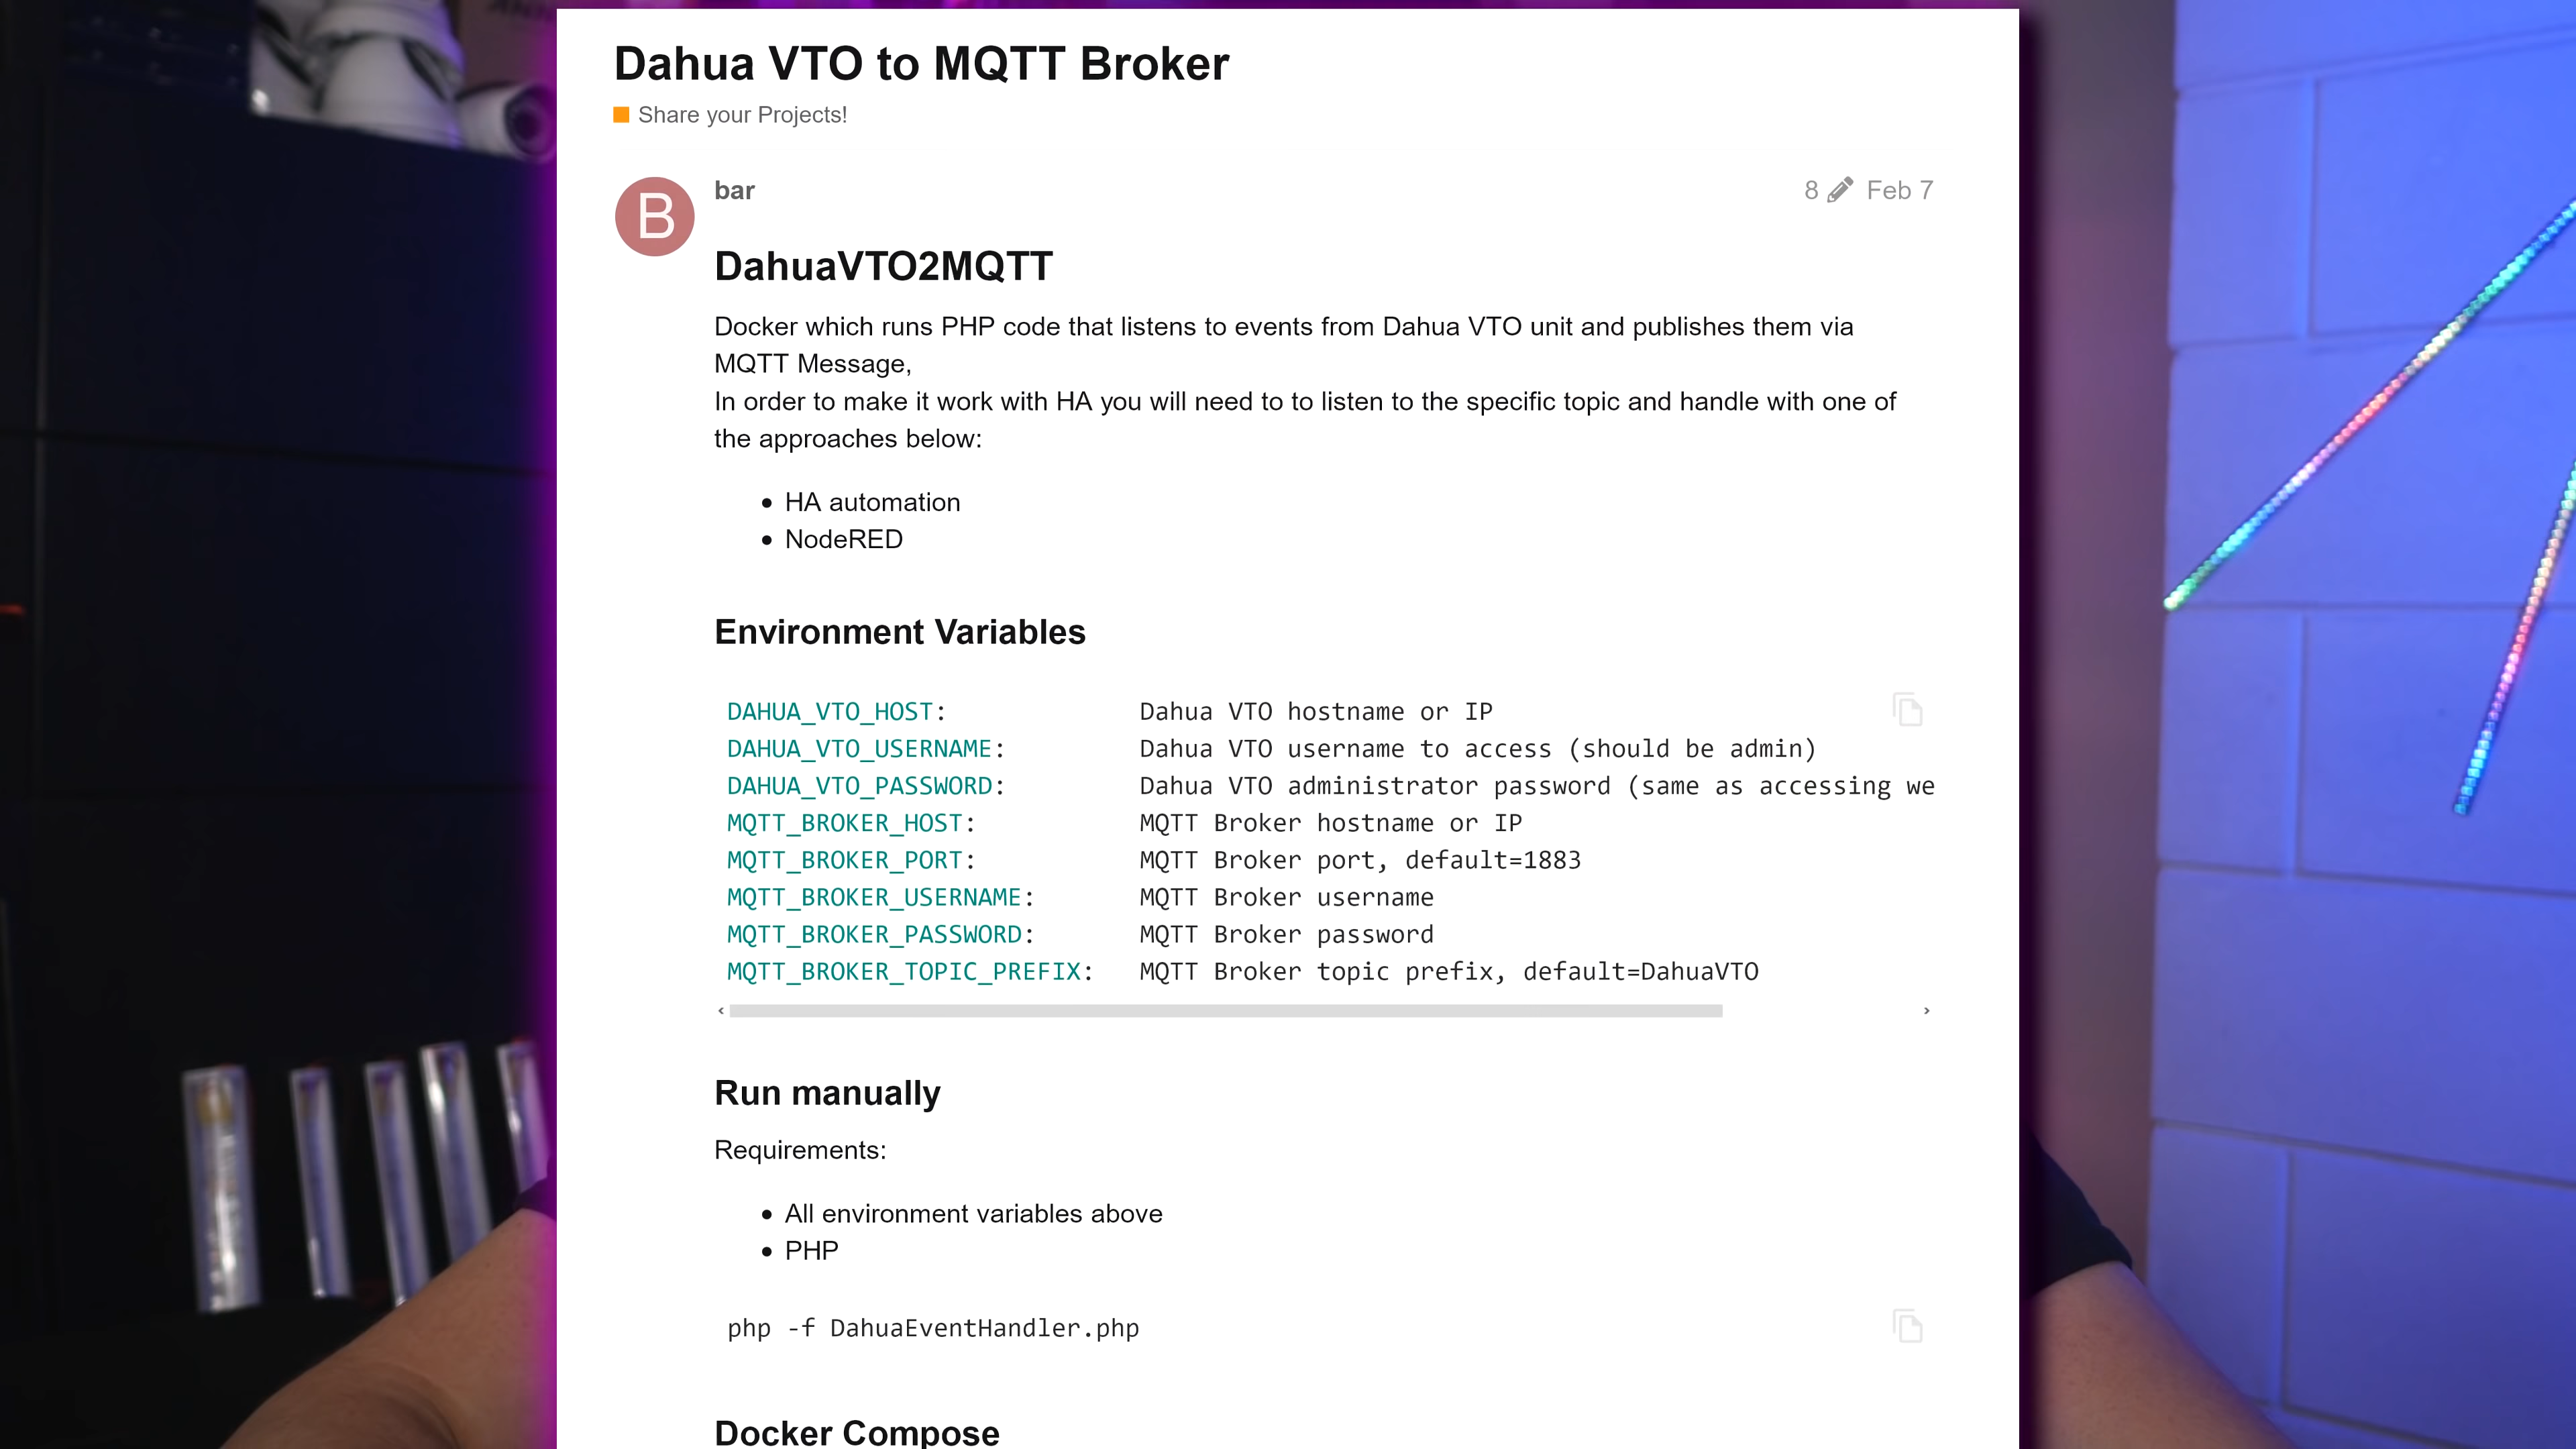 Dahua VTO to MQTT Broker
Share your Projects!
B
bar
8 Feb 7
DahuaVTO2MQTT
Docker which runs PHP code that listens to events from Dahua VTO unit and publishes them via
MQTT Message,
In order to make it work with HA you will need to to listen to the specific topic and handle with one of
the approaches below:
• HA automation
• NodeRED
Environment Variables
DAHUA_VTO_HOST: Dahua VTO hostname or IP
DAHUA_VTO_USERNAME: Dahua VTO username to access (should be admin)
DAHUA_VTO_PASSWORD: Dahua VTO administrator password (same as accessing we
MQTT_BROKER_HOST: MQTT Broker hostname or IP
MQTT_BROKER_PORT: MQTT Broker port, default=1883
MQTT_BROKER_USERNAME: MQTT Broker username
MQTT_BROKER_PASSWORD: MQTT Broker password
MQTT_BROKER_TOPIC_PREFIX: MQTT Broker topic prefix, default=DahuaVTO
Run manually
Requirements:
• All environment variables above
• PHP
php -f DahuaEventHandler.php
Docker Compose